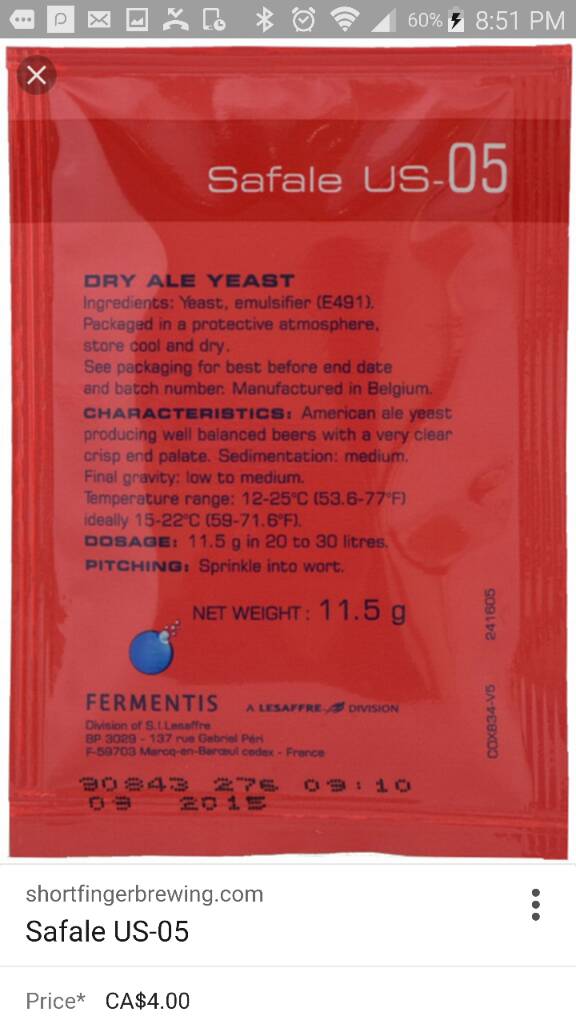 60% 8:51 PM
Safale US-05
DRY ALE YEAST
Ingredients: Yeast, emulsifier (E491).
Packaged in a protective atmosphere,
store cool and dry.
See packaging for best before end date
and batch number. Manufactured in Belgium.
CHARACTERISTICS: American ale yeast
producing well balanced beers with a very clear
crisp end palate. Sedimentation: medium.
Final gravity: low to medium.
Temperature range: 12-25°C (53.6-77°F)
ideally 15-22°C (59-71.6°F).
DOSAGE: 11.5 g in 20 to 30 litres.
PITCHING: Sprinkle into wort.
NET WEIGHT: 11.5 g
COX834-V5 241605
FERMENTIS A LESAFFRE DIVISION
Division of S.I.Lesaffre
BP 3029 - 137 rue Gabriel Péri
F-59703 Marcq-en-Barœul cedex - France
30843 276 09:10
09 2015
shortfingerbrewing.com
Safale US-05
Price* CA$4.00